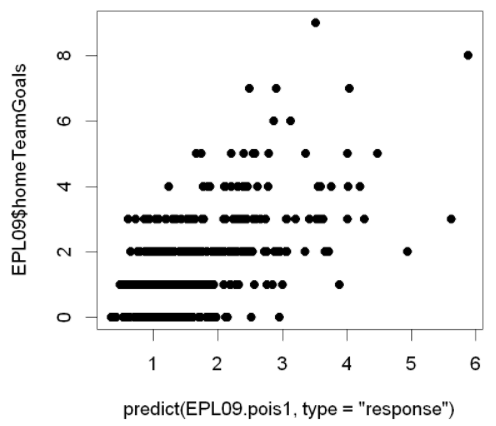 EPL09$homeTeamGoals
8
6
4
2
0
1 2 3 4 5 6
predict(EPL09.pois1, type = "response")